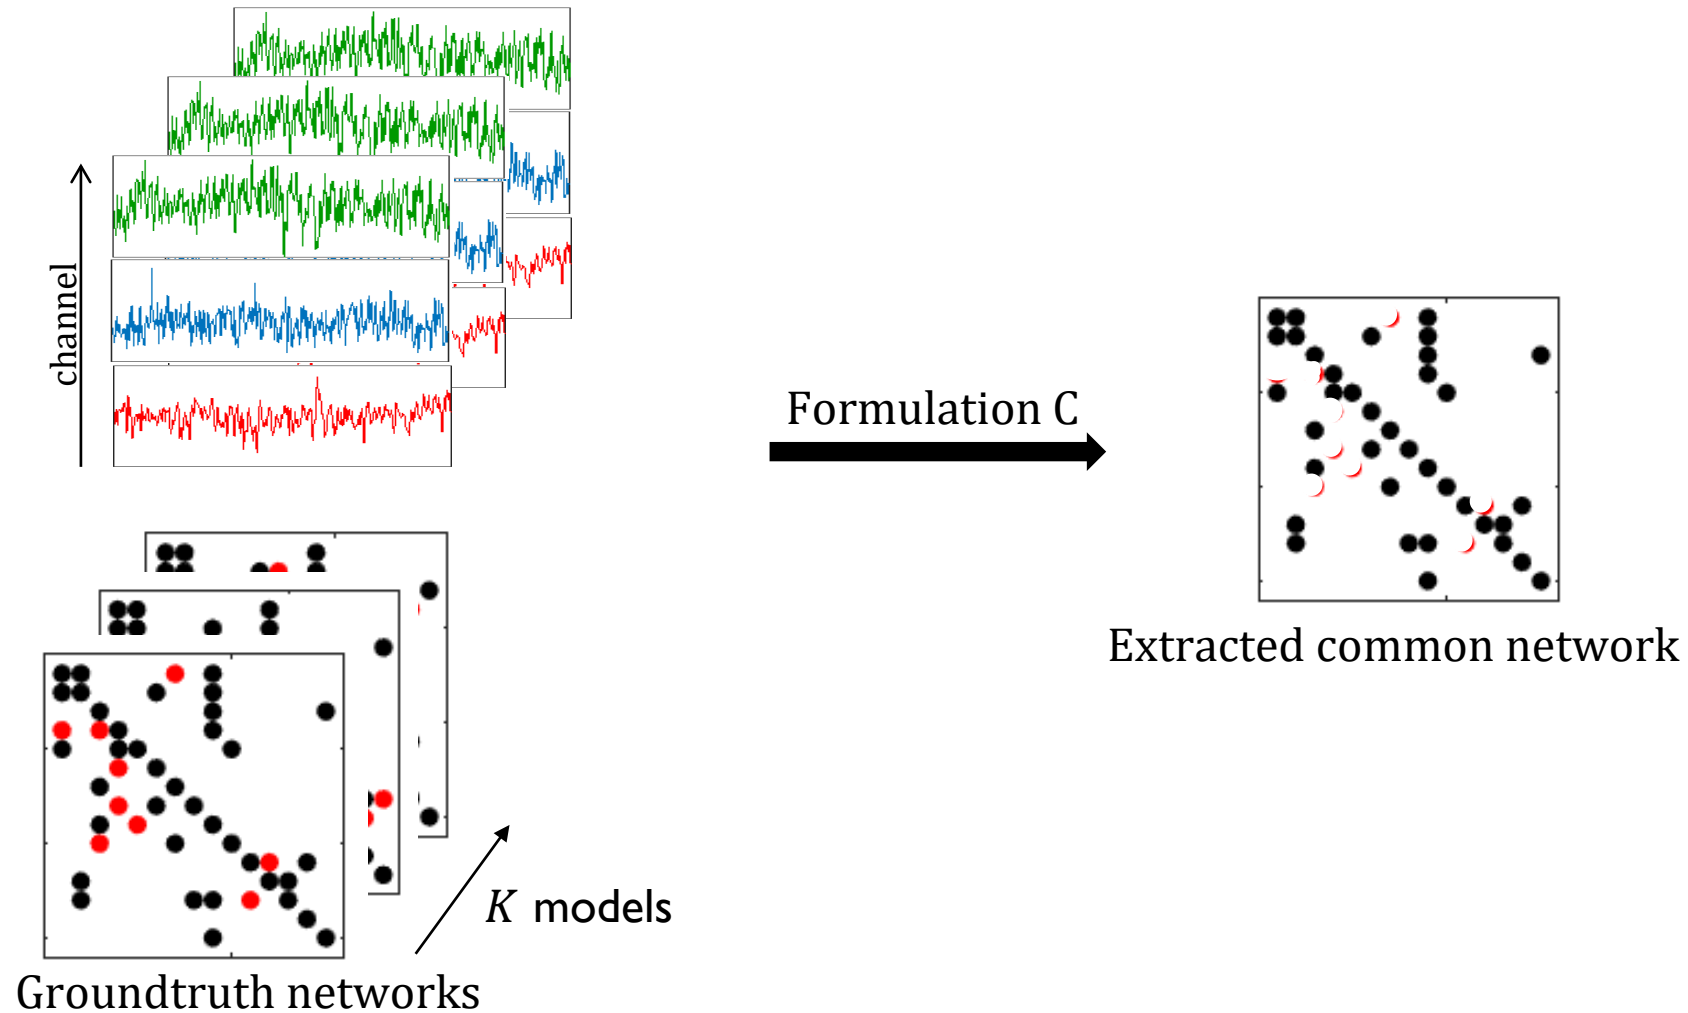 channel
Formulation C
Extracted common network
K models
Groundtruth networks